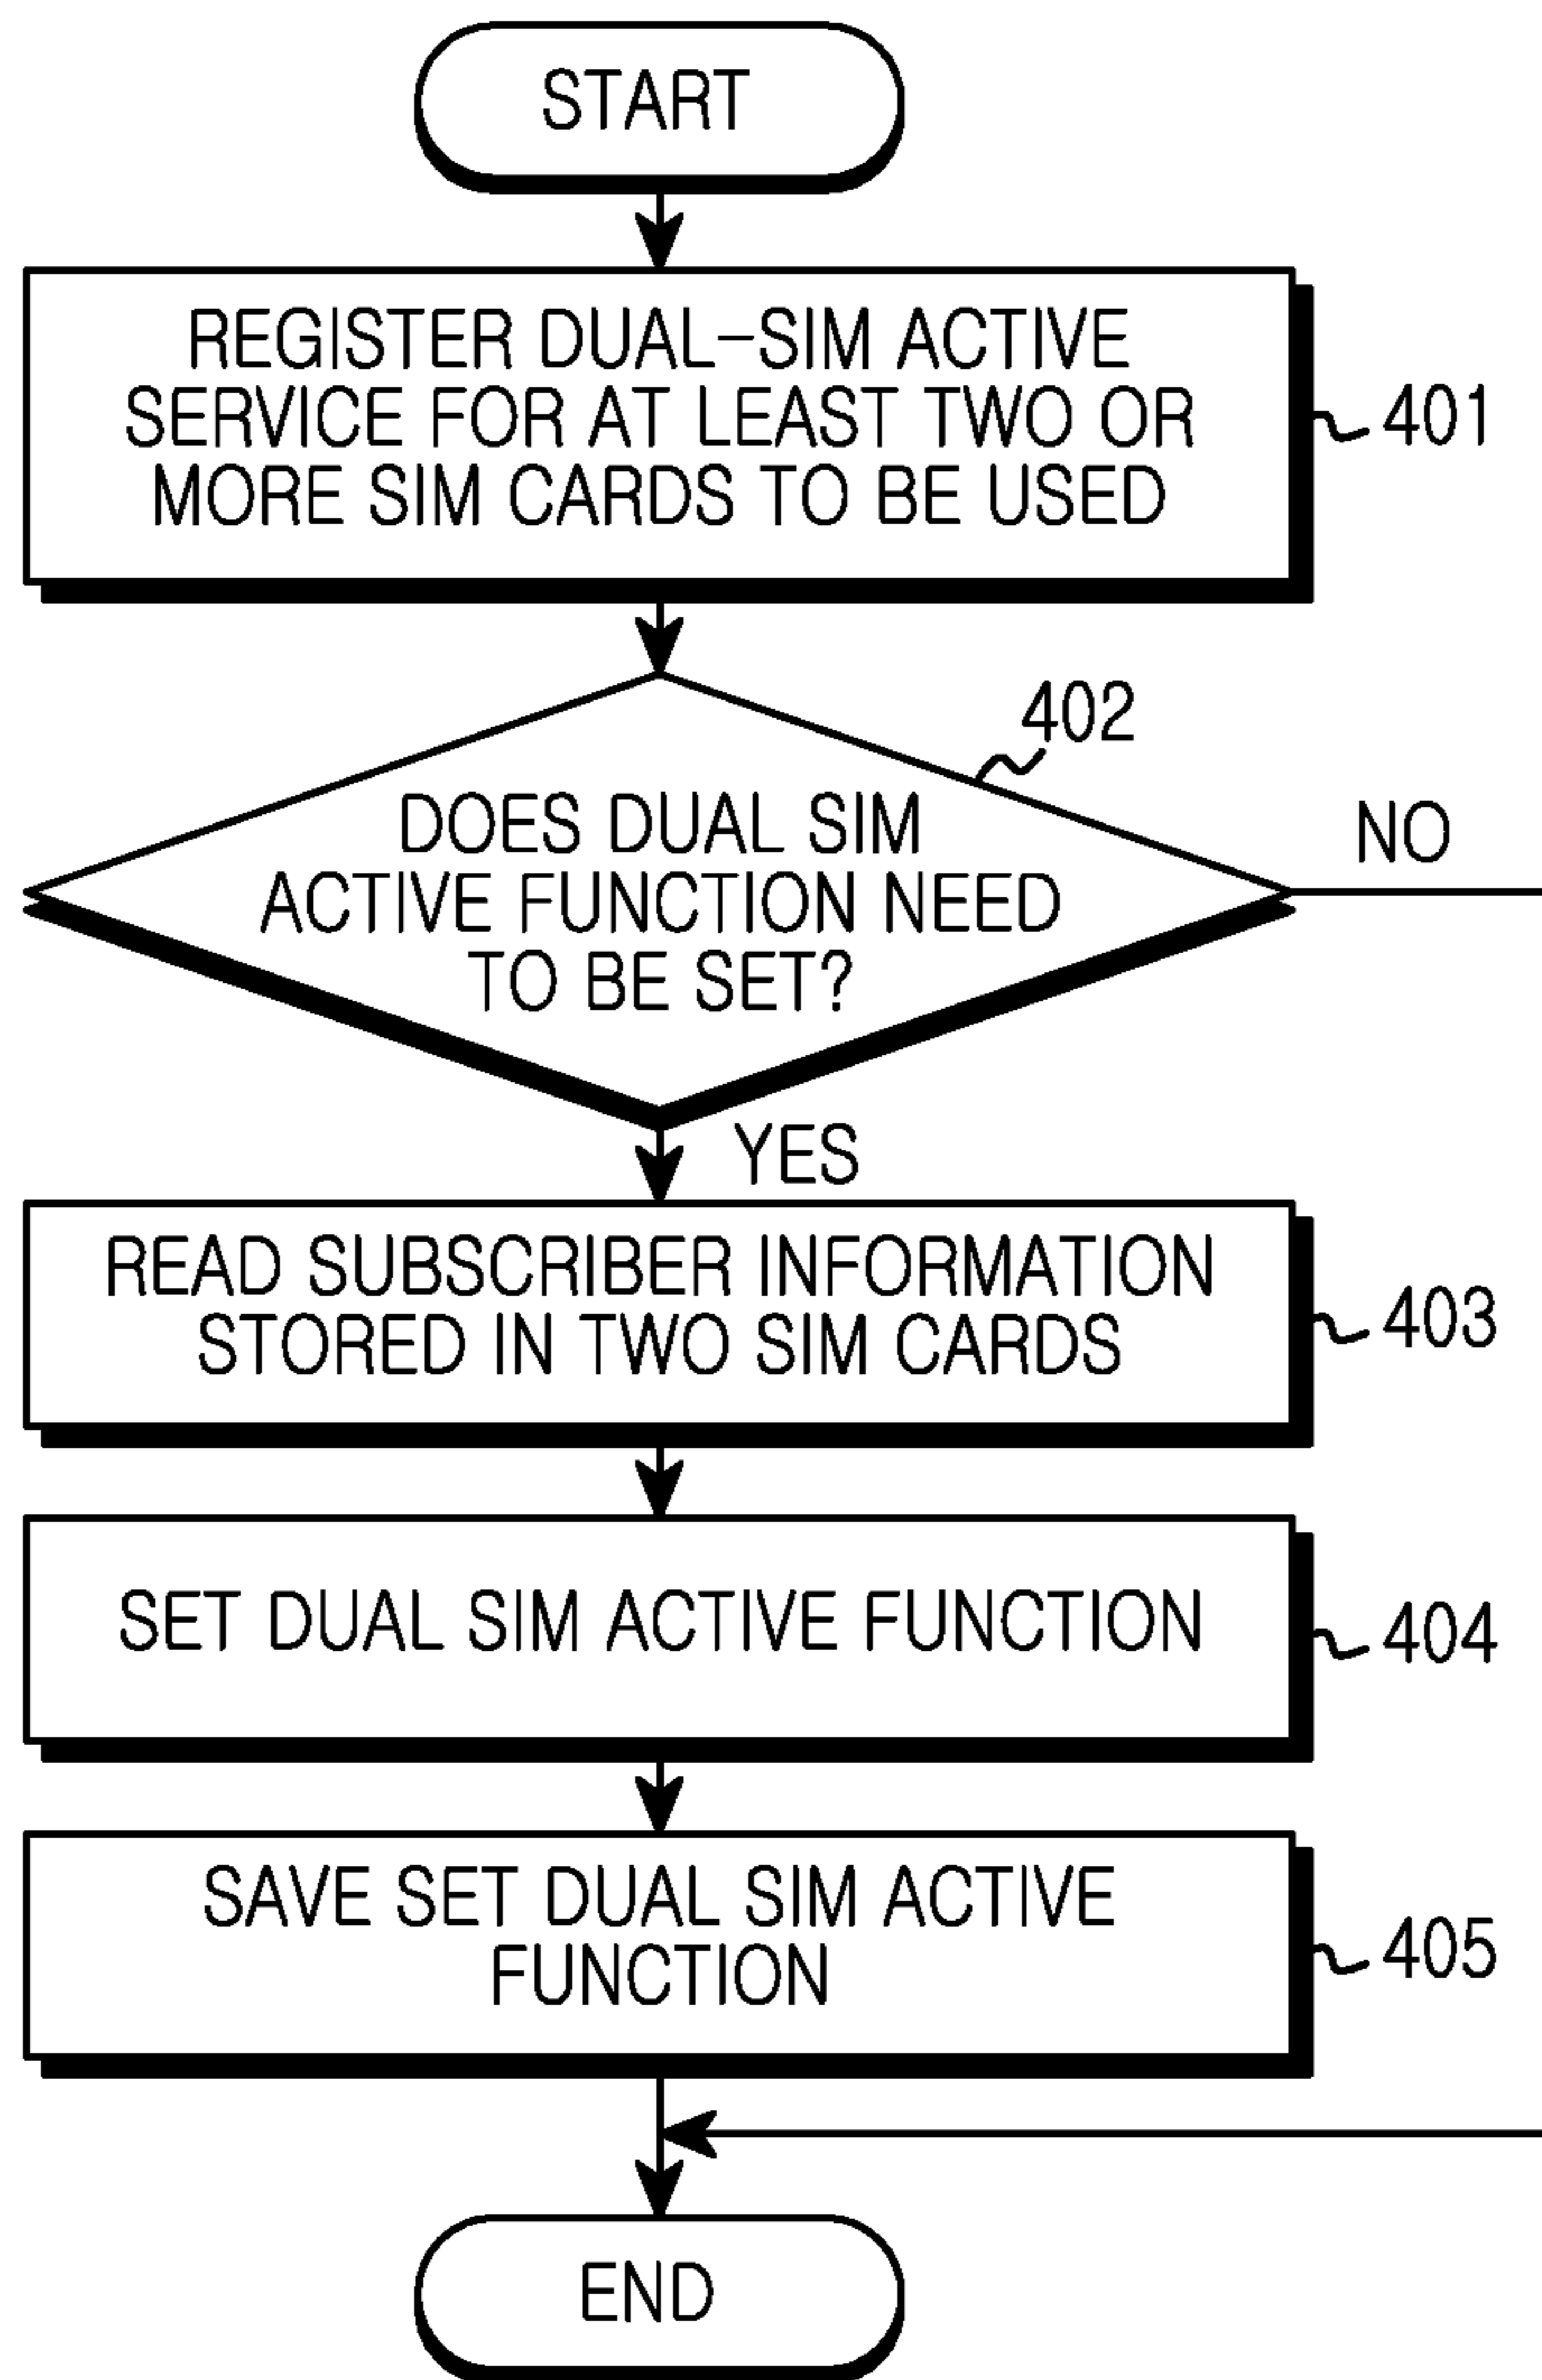 START
REGISTER DUAL-SIM ACTIVE
SERVICE FOR AT LEAST TWO OR
MORE SIM CARDS TO BE USED
401
402
DOES DUAL SIM
ACTIVE FUNCTION NEED
TO BE SET?
NO
YES
READ SUBSCRIBER INFORMATION
STORED IN TWO SIM CARDS
403
SET DUAL SIM ACTIVE FUNCTION
404
SAVE SET DUAL SIM ACTIVE
FUNCTION
405
END